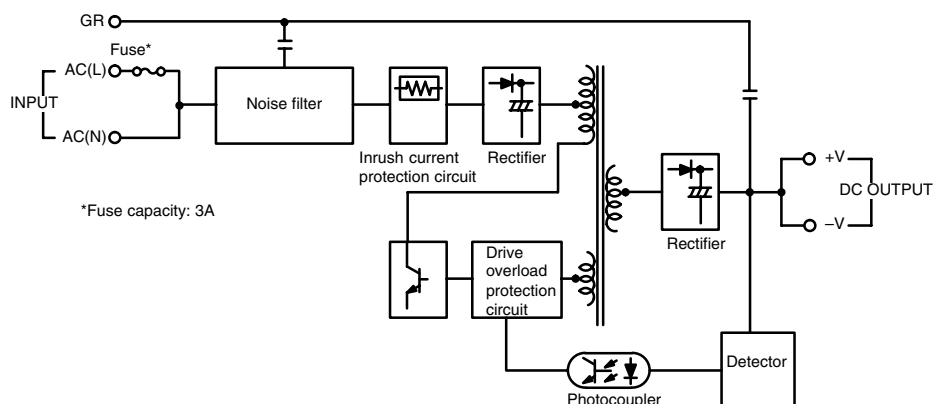 GR
Fuse*
AC(L)
INPUT
AC(N)
Noise filter
Inrush current
protection circuit
Rectifier
*Fuse capacity: 3A
Drive
overload
protection
circuit
Rectifier
+V
DC OUTPUT
–V
Detector
Photocoupler